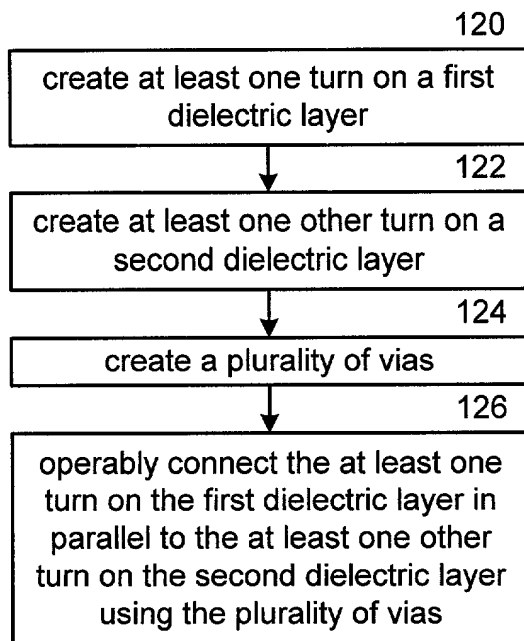 120
create at least one turn on a first
dielectric layer
122
create at least one other turn on a
second dielectric layer
124
create a plurality of vias
126
operably connect the at least one
turn on the first dielectric layer in
parallel to the at least one other
turn on the second dielectric layer
using the plurality of vias